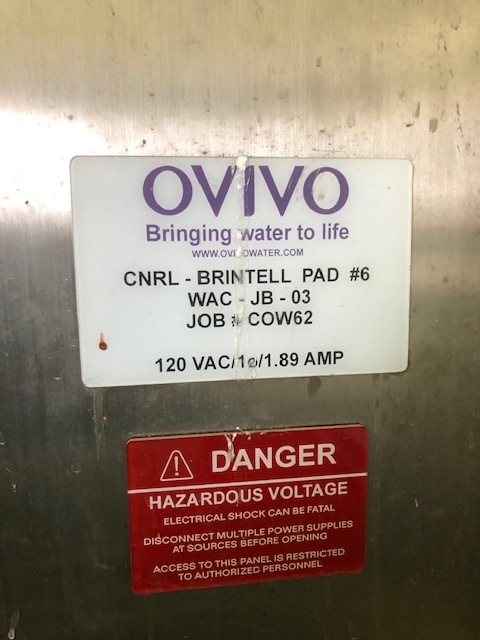 OVIVO
Bringing water to life
WWW.OVIVOWATER.COM
CNRL - BRINTELL PAD #6
WAC - JB - 03
JOB # COW62
120 VAC/1ø/1.89 AMP
DANGER
HAZARDOUS VOLTAGE
ELECTRICAL SHOCK CAN BE FATAL
DISCONNECT MULTIPLE POWER SUPPLIES
AT SOURCES BEFORE OPENING
ACCESS TO THIS PANEL IS RESTRICTED
TO AUTHORIZED PERSONNEL